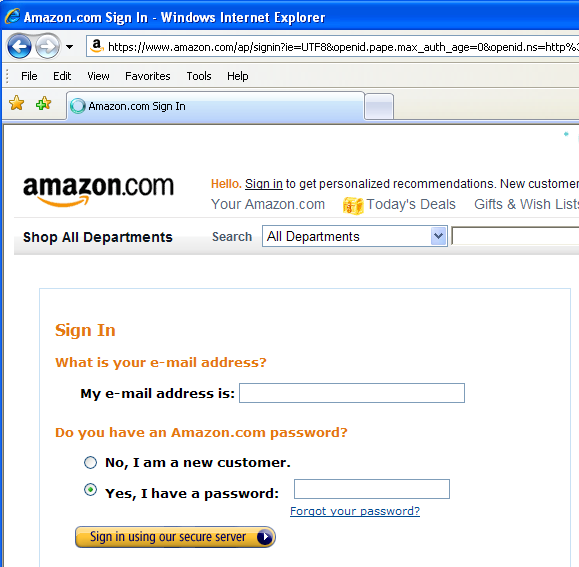 Amazon.com Sign In - Windows Internet Explorer
https://www.amazon.com/ap/signin?ie=UTF8&openid.pape.max_auth_age=0&openid.ns=http%3
File Edit View Favorites Tools Help
Amazon.com Sign In
amazon.com
Hello. Sign in to get personalized recommendations. New customer
Your Amazon.com Today's Deals Gifts & Wish Lists
Shop All Departments
Search All Departments
Sign In
What is your e-mail address?
My e-mail address is:
Do you have an Amazon.com password?
No, I am a new customer.
Yes, I have a password:
Forgot your password?
Sign in using our secure server